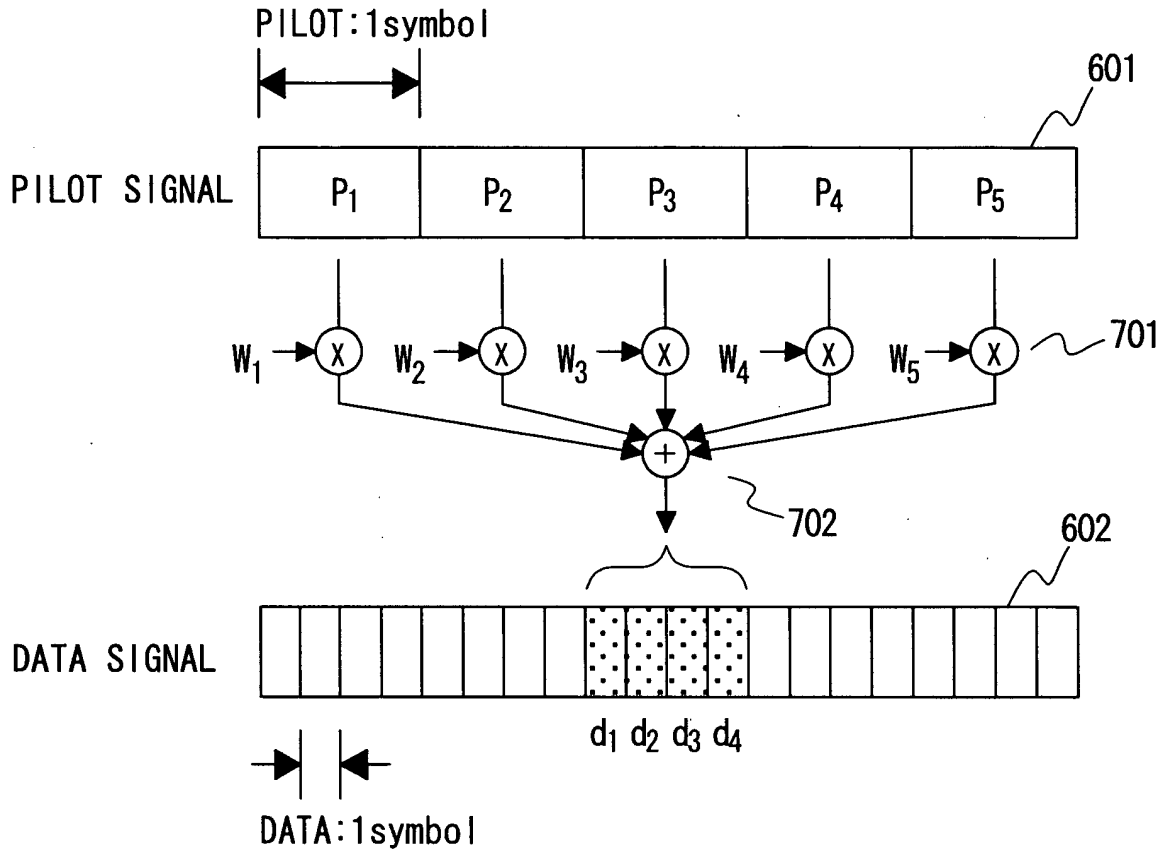 PILOT:1symbol
601
PILOT SIGNAL
P1 P2 P3 P4 P5
W1 X W2 X W3 X W4 X W5 X 701
+
702
602
DATA SIGNAL
d1 d2 d3 d4
DATA:1symbol